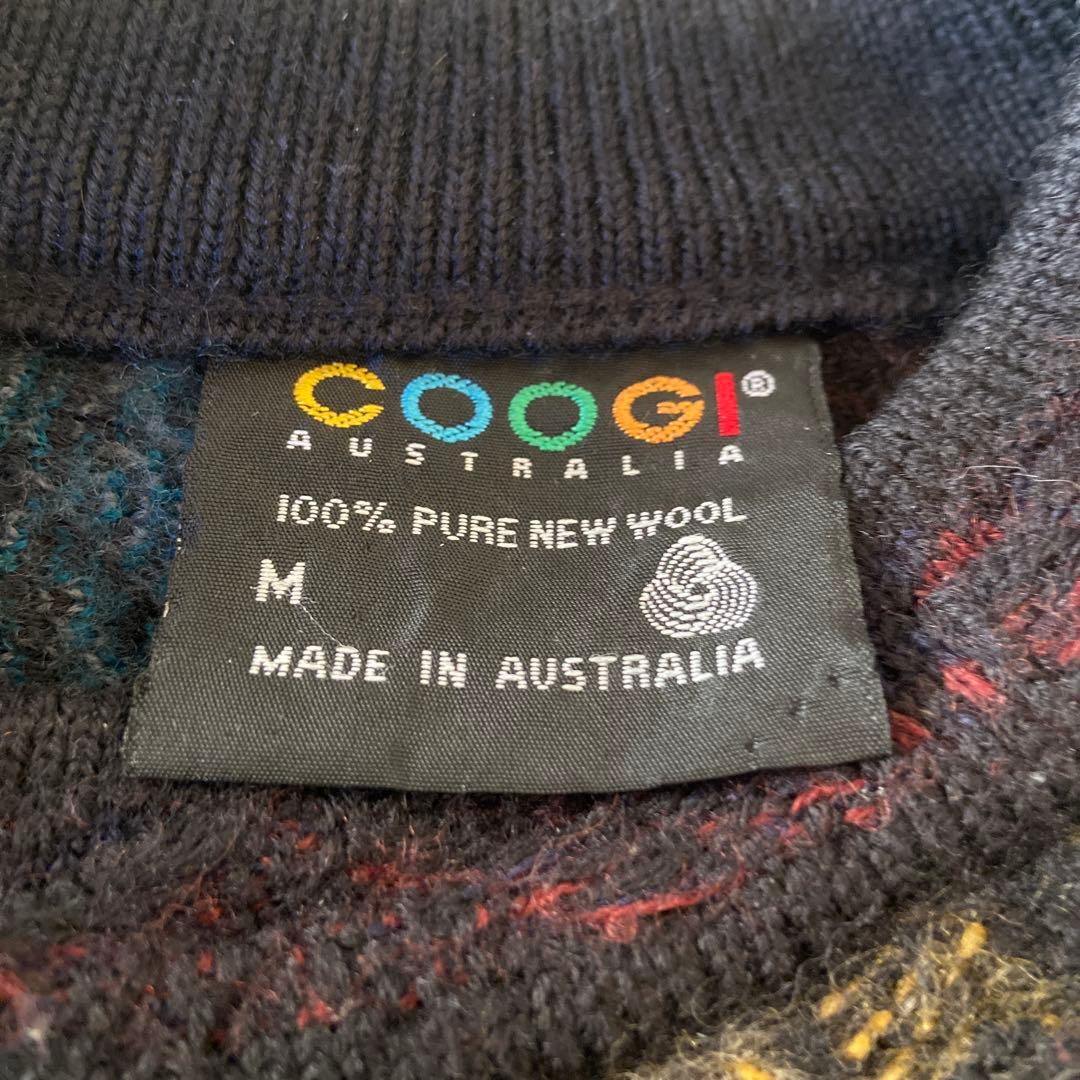 COOGI®
AUSTRALIA
100% PURE NEW WOOL
M
MADE IN AUSTRALIA